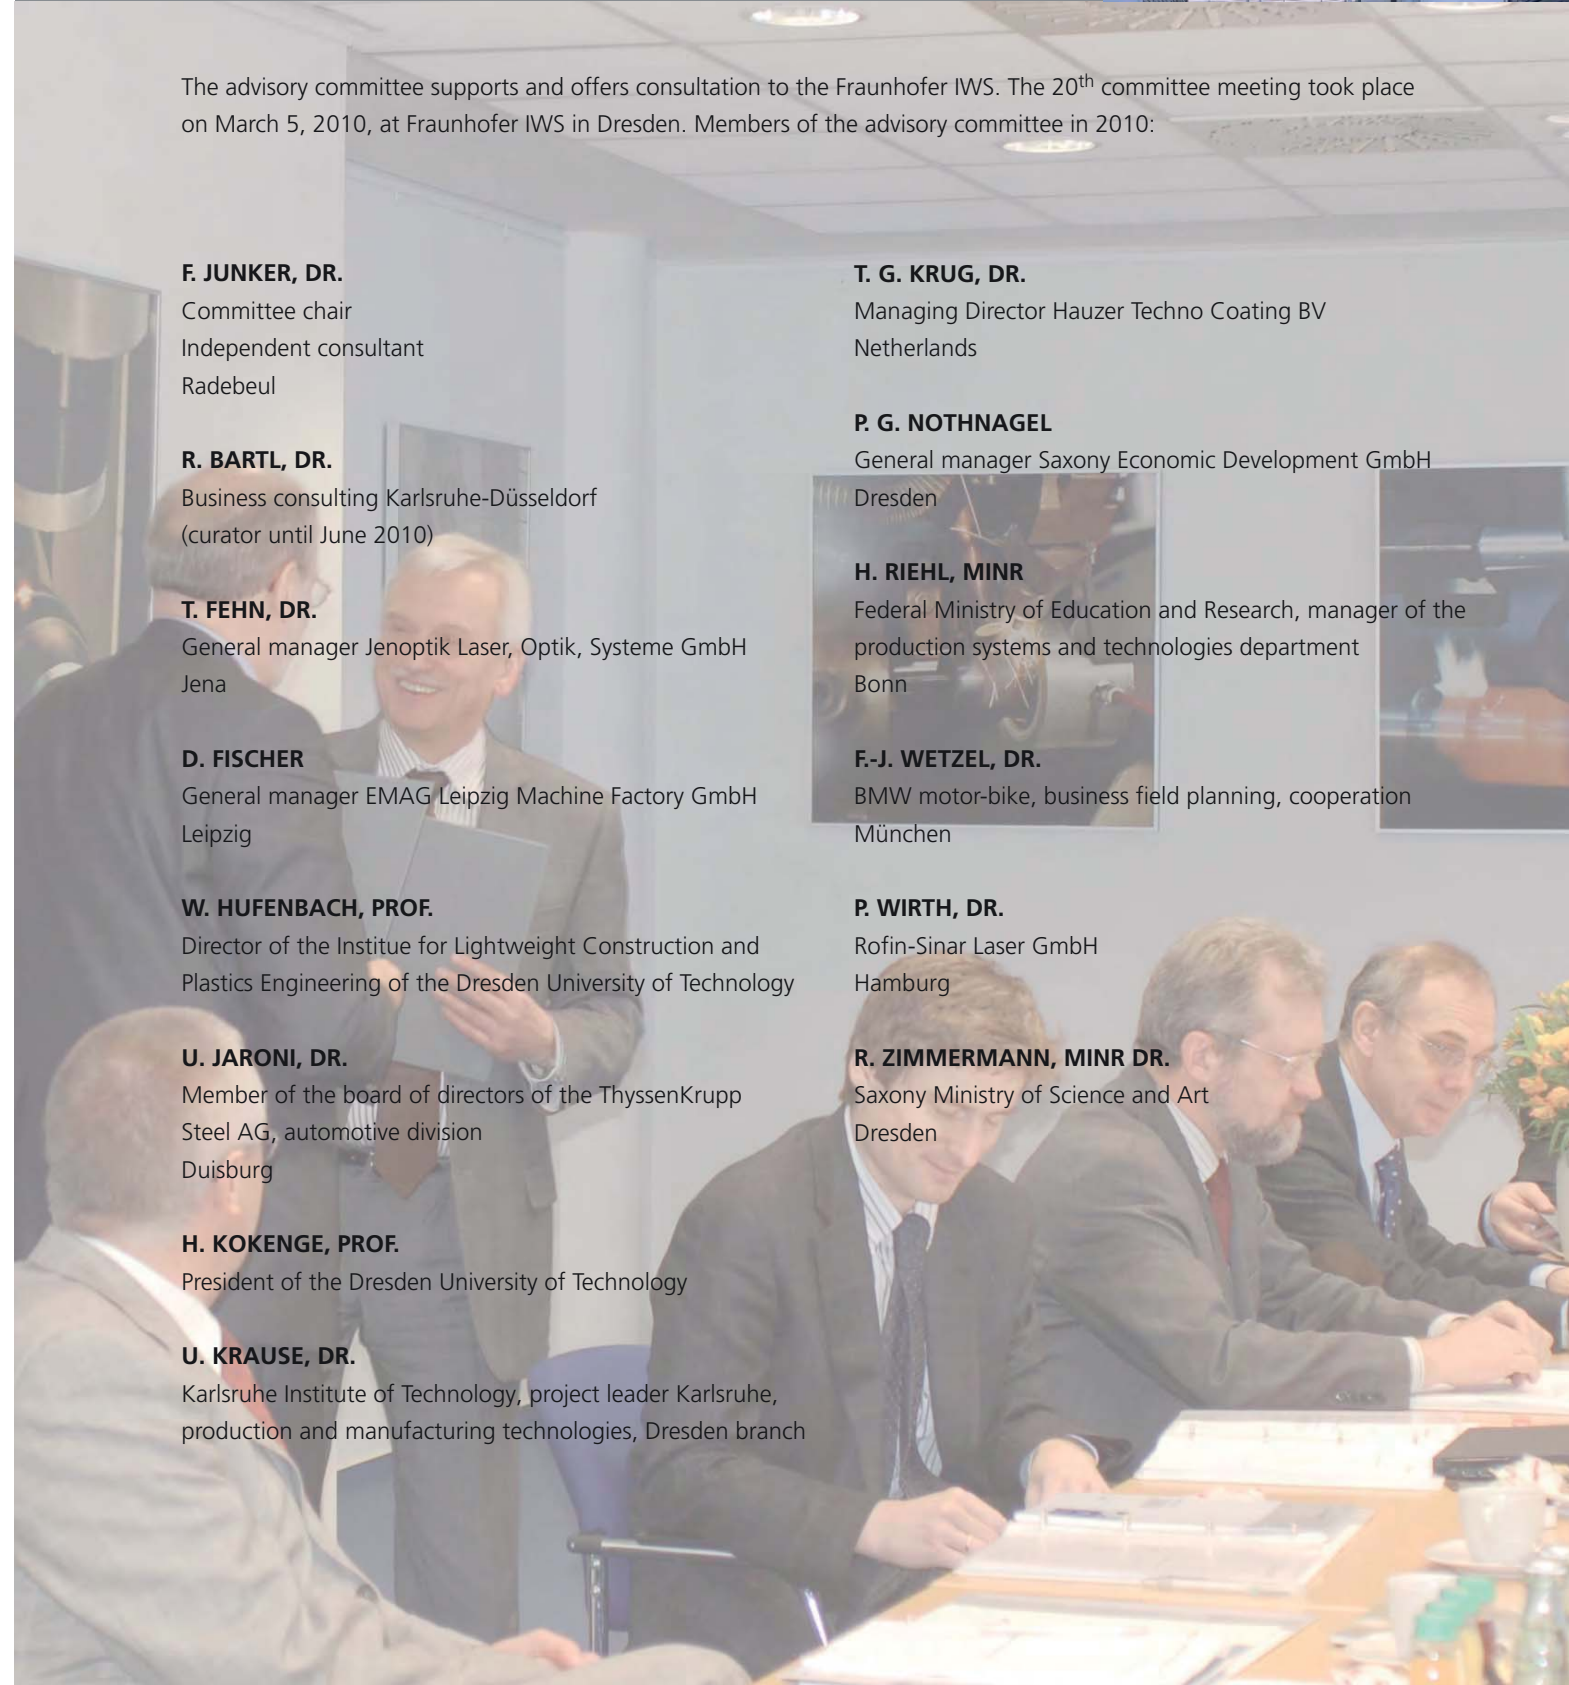 The advisory committee supports and offers consultation to the Fraunhofer IWS. The 20th committee meeting took place
on March 5, 2010, at Fraunhofer IWS in Dresden. Members of the advisory committee in 2010:
F. JUNKER, DR.
Committee chair
Independent consultant
Radebeul
R. BARTL, DR.
Business consulting Karlsruhe-Düsseldorf
(curator until June 2010)
T. FEHN, DR.
General manager Jenoptik Laser, Optik, Systeme GmbH
Jena
D. FISCHER
General manager EMAG Leipzig Machine Factory GmbH
Leipzig
W. HUFENBACH, PROF.
Director of the Institue for Lightweight Construction and
Plastics Engineering of the Dresden University of Technology
U. JARONI, DR.
Member of the board of directors of the ThyssenKrupp
Steel AG, automotive division
Duisburg
H. KOKENGE, PROF.
President of the Dresden University of Technology
U. KRAUSE, DR.
Karlsruhe Institute of Technology, project leader Karlsruhe,
production and manufacturing technologies, Dresden branch
T. G. KRUG, DR.
Managing Director Hauzer Techno Coating BV
Netherlands
P. G. NOTHNAGEL
General manager Saxony Economic Development GmbH
Dresden
H. RIEHL, MINR
Federal Ministry of Education and Research, manager of the
production systems and technologies department
Bonn
F.-J. WETZEL, DR.
BMW motor-bike, business field planning, cooperation
München
P. WIRTH, DR.
Rofin-Sinar Laser GmbH
Hamburg
R. ZIMMERMANN, MINR DR.
Saxony Ministry of Science and Art
Dresden